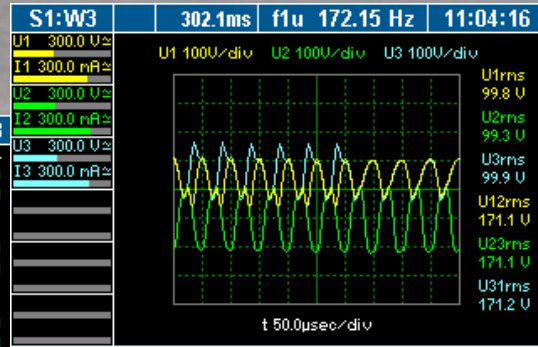 S1:W3 302.1ms f1u 172.15 Hz 11:04:16
U1 300.0 V≃
I1 300.0 mA≃
U2 300.0 V≃
I2 300.0 mA≃
U3 300.0 V≃
I3 300.0 mA≃
U1 100V/div U2 100V/div U3 100V/div
U1rms
99.8 V
U2rms
99.3 V
U3rms
99.9 V
U12rms
171.1 V
U23rms
171.1 V
U31rms
171.2 V
t 50.0µsec/div